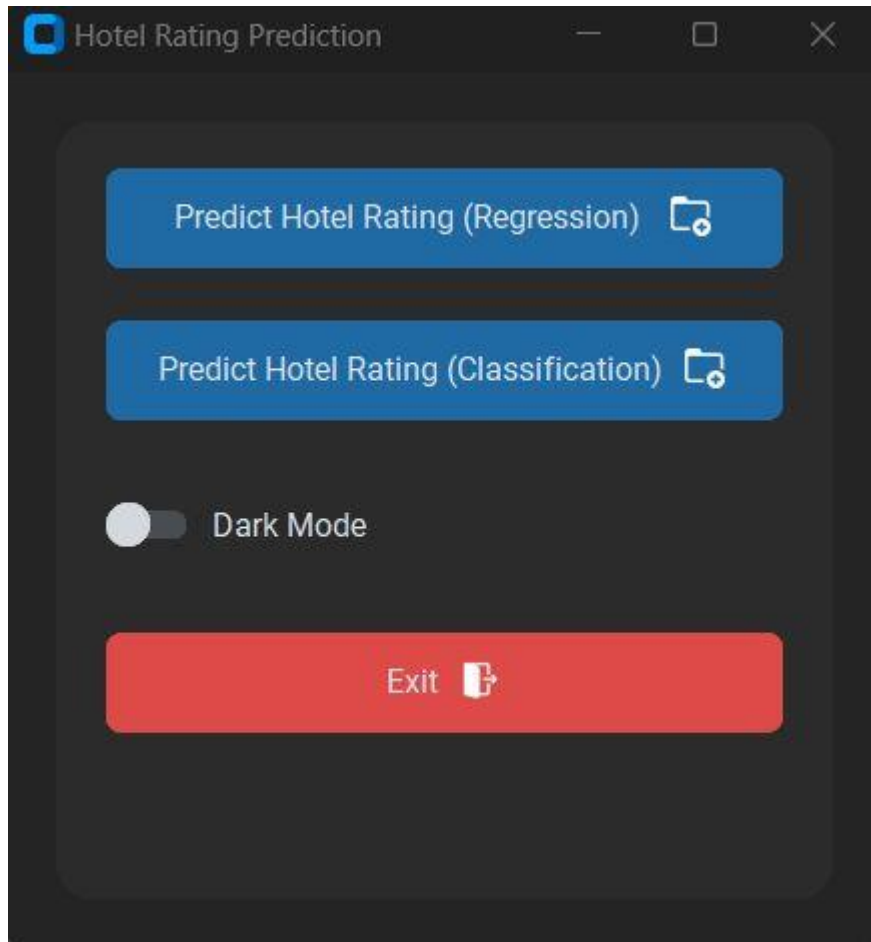 Hotel Rating Prediction
Predict Hotel Rating (Regression)
Predict Hotel Rating (Classification)
Dark Mode
Exit